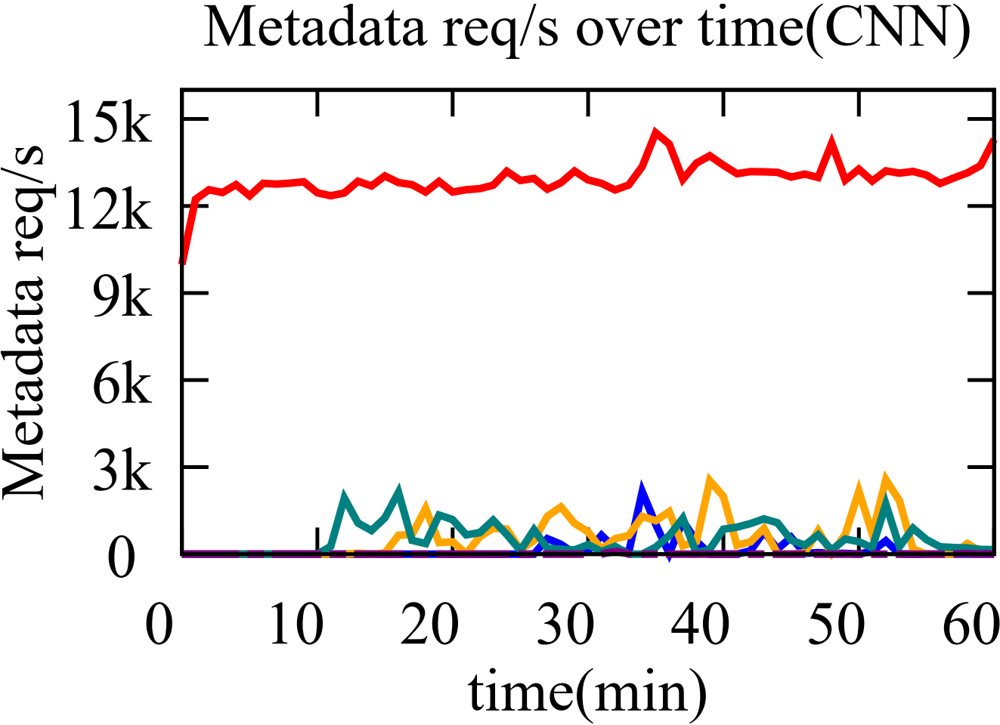 Metadata req/s over time(CNN)
Metadata req/s
15k
12k
9k
6k
3k
0
0 10 20 30 40 50 60
time(min)